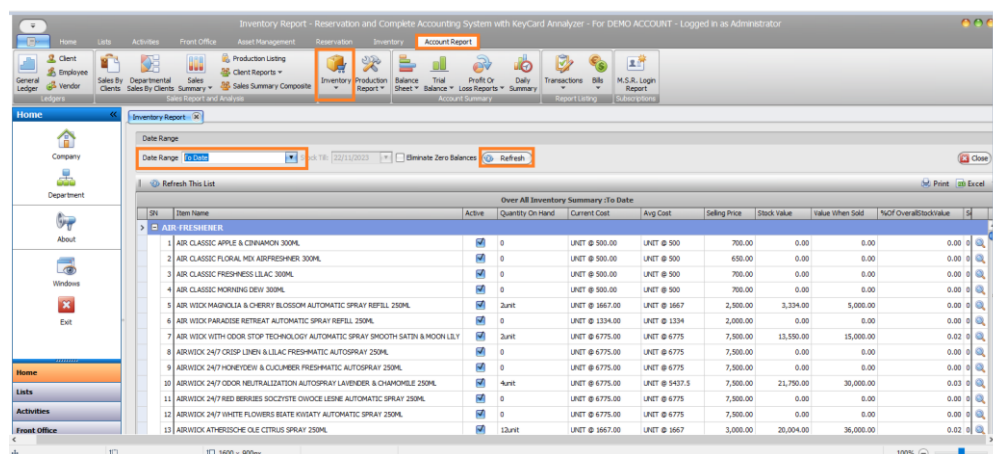 Inventory Report - Reservation and Complete Accounting System with KeyCard Annalyzer - For DEMO ACCOUNT - Logged in as Administrator
Home Lists Activities Front Office Asset Management Reservation Inventory Account Report
General Ledger
Client
Employee
Vendor
Ledgers
Sales By Clients
Departmental Sales By Clients
Sales Summary
Production Listing
Client Reports
Sales Summary Composite
Sales Report and Analysis
Inventory
Production Report
Balance Sheet
Trial Balance
Profit Or Loss Reports
Daily Summary
Account Summary
Transactions
Bills
Report Listing
M.S.R. Login Report
Subscriptions
Home
Company
Department
About
Windows
Exit
Home
Lists
Activities
Front Office
Inventory Report
Date Range
Date Range To Date Stock Till: 22/11/2023 Eliminate Zero Balances Refresh Close
Refresh This List Print Excel
Over All Inventory Summary :To Date
SN Item Name Active Quantity On Hand Current Cost Avg Cost Selling Price Stock Value Value When Sold %Of OverallStockValue
AIR-FRESHENER
1 AIR CLASSIC APPLE & CINNAMON 300ML 0 UNIT @ 500.00 UNIT @ 500 700.00 0.00 0.00 0.00 0
2 AIR CLASSIC FLORAL MIX AIRFRESHNER 300ML 0 UNIT @ 500.00 UNIT @ 500 650.00 0.00 0.00 0.00 0
3 AIR CLASSIC FRESHNESS LILAC 300ML 0 UNIT @ 500.00 UNIT @ 500 700.00 0.00 0.00 0.00 0
4 AIR CLASSIC MORNING DEW 300ML 0 UNIT @ 500.00 UNIT @ 500 700.00 0.00 0.00 0.00 0
5 AIR WICK MAGNOLIA & CHERRY BLOSSOM AUTOMATIC SPRAY REFILL 250ML 2unit UNIT @ 1667.00 UNIT @ 1667 2,500.00 3,334.00 5,000.00 0.00 0
6 AIR WICK PARADISE RETREAT AUTOMATIC SPRAY REFILL 250ML 0 UNIT @ 1334.00 UNIT @ 1334 2,000.00 0.00 0.00 0.00 0
7 AIR WICK WITH ODOR STOP TECHNOLOGY AUTOMATIC SPRAY SMOOTH SATIN & MOON LILY 2unit UNIT @ 6775.00 UNIT @ 6775 7,500.00 13,550.00 15,000.00 0.02 0
8 AIRWICK 24/7 CRISP LINEN & LILAC FRESHMATIC AUTOSPRAY 250ML 0 UNIT @ 6775.00 UNIT @ 6775 7,500.00 0.00 0.00 0.00 0
9 AIRWICK 24/7 HONEYDEW & CUCUMBER FRESHMATIC AUTOSPRAY 250ML 0 UNIT @ 6775.00 UNIT @ 6775 7,500.00 0.00 0.00 0.00 0
10 AIRWICK 24/7 ODOR NEUTRALIZATION AUTOSPRAY LAVENDER & CHAMOMILE 250ML 4unit UNIT @ 6775.00 UNIT @ 5437.5 7,500.00 21,750.00 30,000.00 0.03 0
11 AIRWICK 24/7 RED BERRIES SOCZYSTE OWOCE LESNE AUTOMATIC SPRAY 250ML 0 UNIT @ 6775.00 UNIT @ 6775 7,500.00 0.00 0.00 0.00 0
12 AIRWICK 24/7 WHITE FLOWERS BIATE KWIATY AUTOMATIC SPRAY 250ML 0 UNIT @ 6775.00 UNIT @ 6775 7,500.00 0.00 0.00 0.00 0
13 AIRWICK ATHERISCHE OLE CITRUS SPRAY 250ML 12unit UNIT @ 1667.00 UNIT @ 1667 3,000.00 20,004.00 36,000.00 0.02 0
100%